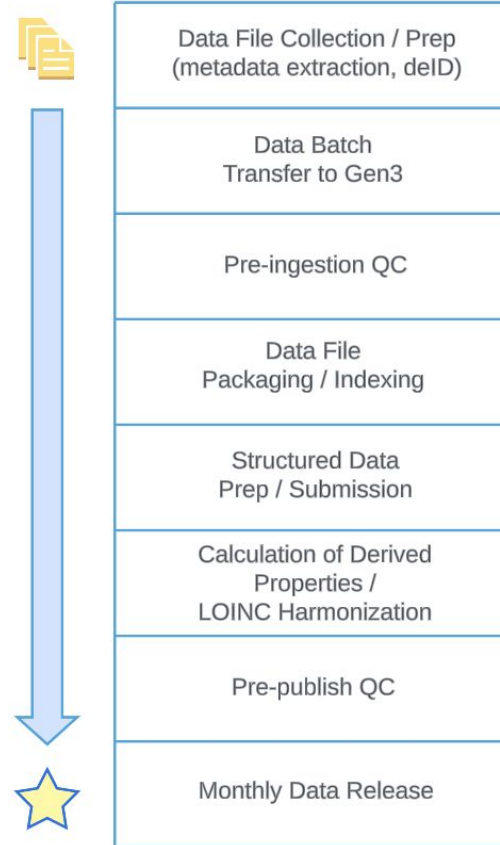 Data File Collection / Prep
(metadata extraction, deID)
Data Batch
Transfer to Gen3
Pre-ingestion QC
Data File
Packaging / Indexing
Structured Data
Prep / Submission
Calculation of Derived
Properties /
LOINC Harmonization
Pre-publish QC
Monthly Data Release